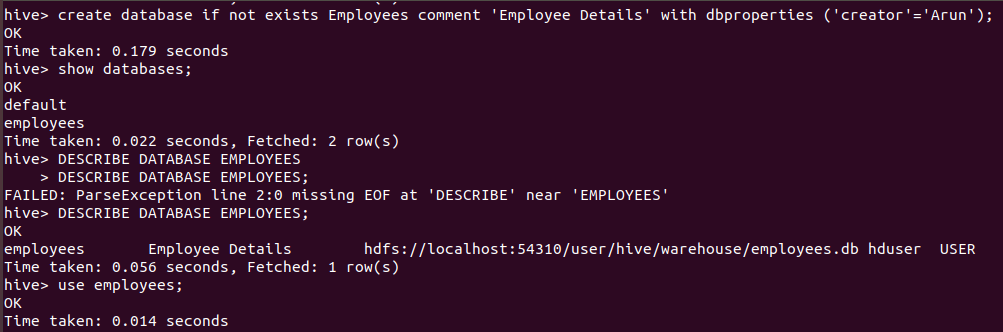 hive> create database if not exists Employees comment 'Employee Details' with dbproperties ('creator'='Arun');
OK
Time taken: 0.179 seconds
hive> show databases;
OK
default
employees
Time taken: 0.022 seconds, Fetched: 2 row(s)
hive> DESCRIBE DATABASE EMPLOYEES
    > DESCRIBE DATABASE EMPLOYEES;
FAILED: ParseException line 2:0 missing EOF at 'DESCRIBE' near 'EMPLOYEES'
hive> DESCRIBE DATABASE EMPLOYEES;
OK
employees	Employee Details	hdfs://localhost:54310/user/hive/warehouse/employees.db	hduser	USER
Time taken: 0.056 seconds, Fetched: 1 row(s)
hive> use employees;
OK
Time taken: 0.014 seconds